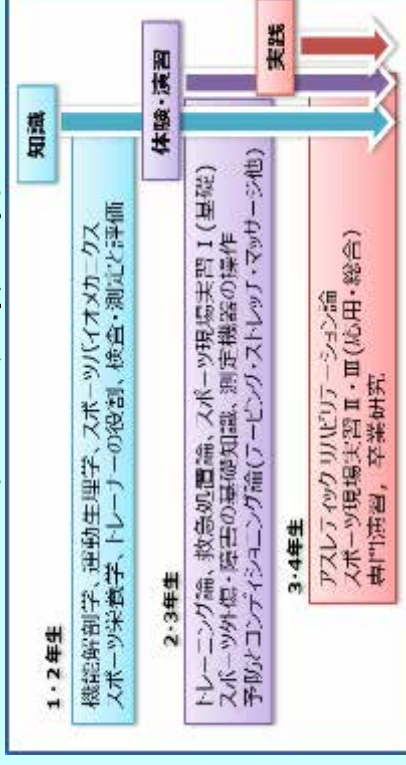 知識
1・2年生
機能解剖学、運動生理学、スポーツバイオメカニクス
スポーツ栄養学、トレーナーの役割、検査・測定と評価
体験・演習
2・3年生
トレーニング論、救急処置論、スポーツ現場実習Ⅰ(基礎)
スポーツ外傷・障害の基礎知識、測定機器の操作
予防とコンディショニング論(テーピング・ストレッチ・マッサージ他)
実践
3・4年生
アスレティックリハビリテーション論
スポーツ現場実習Ⅱ・Ⅲ(応用・総合)
専門演習，卒業研究